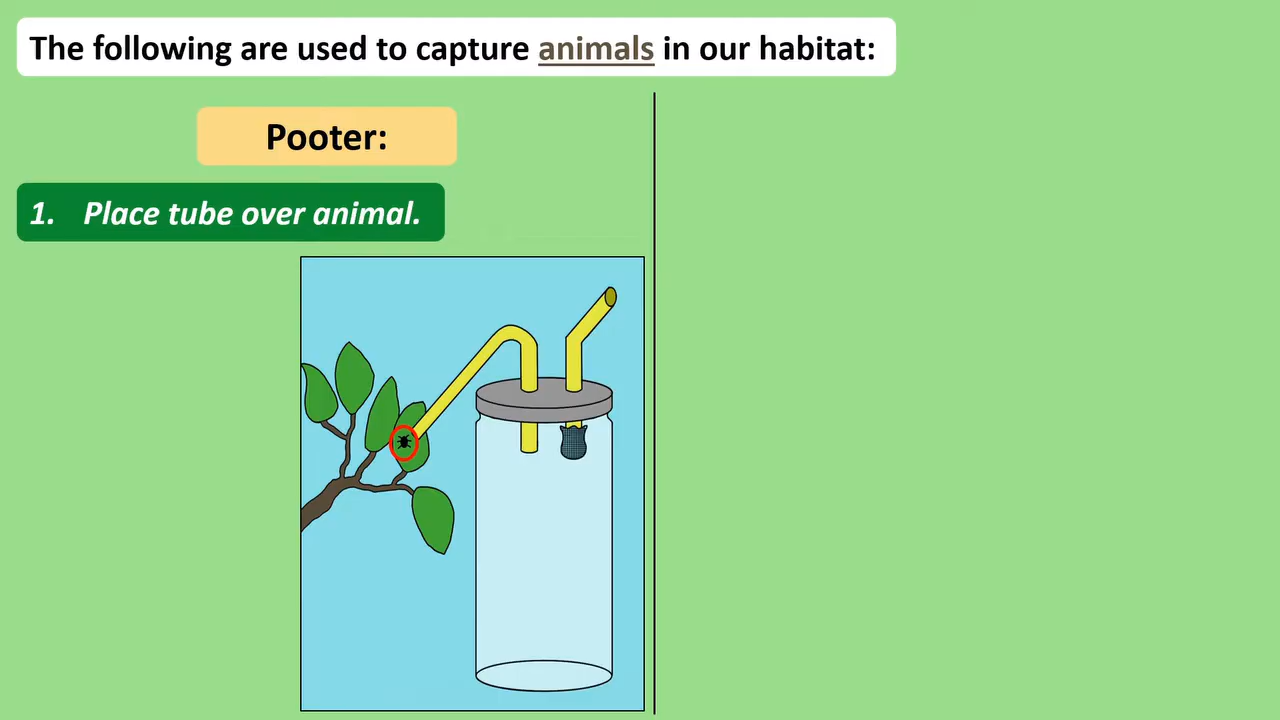 The following are used to capture animals in our habitat:
Pooter:
1. Place tube over animal.